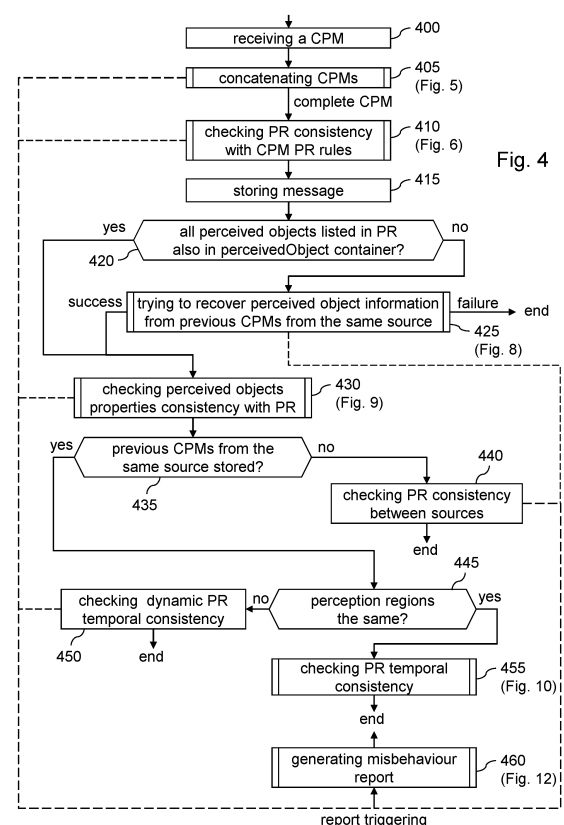 receiving a CPM
400
concatenating CPMs
405
(Fig. 5)
complete CPM
checking PR consistency
with CPM PR rules
410
(Fig. 6)
Fig. 4
storing message
415
yes
all perceived objects listed in PR
also in perceivedObject container?
no
420
success
trying to recover perceived object information
from previous CPMs from the same source
failure
end
425
(Fig. 8)
checking perceived objects
properties consistency with PR
430
(Fig. 9)
yes
previous CPMs from the
same source stored?
no
435
440
checking PR consistency
between sources
end
445
checking dynamic PR
temporal consistency
no
perception regions
the same?
yes
450
end
checking PR temporal
consistency
455
(Fig. 10)
end
generating misbehaviour
report
460
(Fig. 12)
report triggering